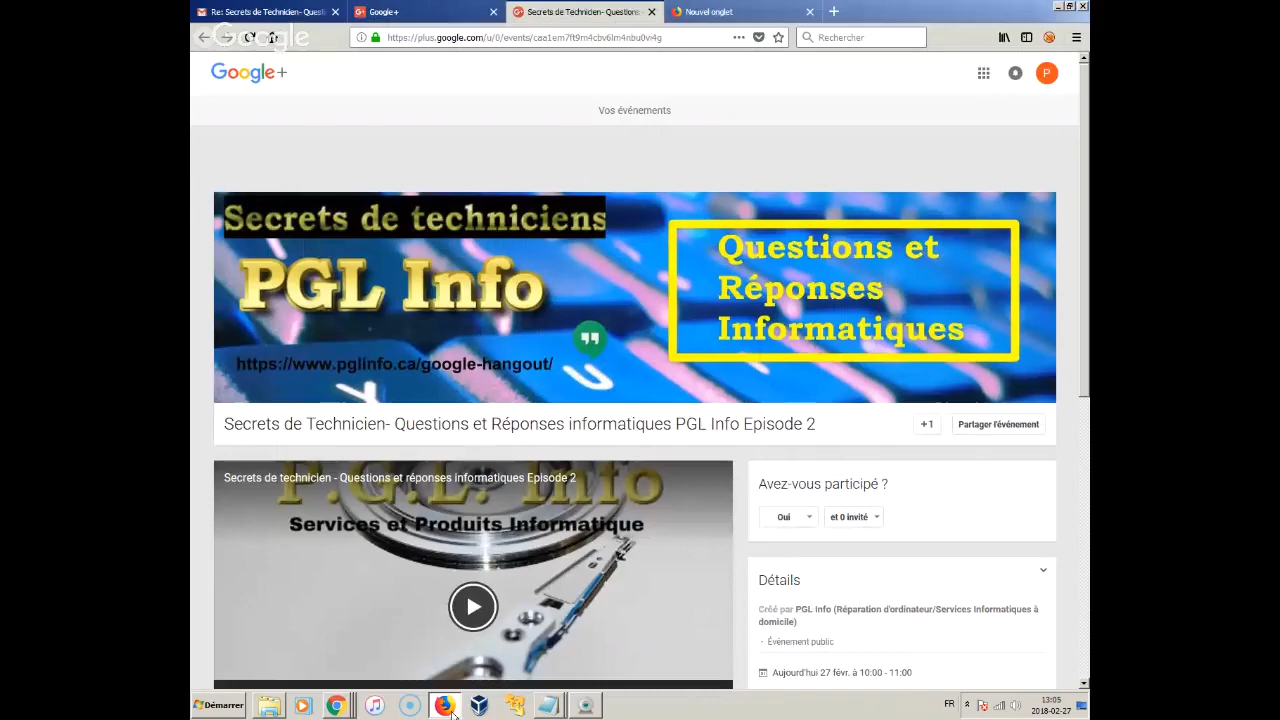 Re: Secrets de Technicien- Questi
Google+
Secrets de Technicien- Questions
Nouvel onglet
Google
https://plus.google.com/u/0/events/caa1em7ft9m4cbv6lm4nbu0v4g
Rechercher
Google+
P
Vos événements
Secrets de techniciens
PGL Info
https://www.pglinfo.ca/google-hangout/
Questions et
Réponses
Informatiques
Secrets de Technicien- Questions et Réponses informatiques PGL Info Episode 2
+1
Partager l'événement
Secrets de technicien - Questions et réponses informatiques Episode 2
P.G.L. Info
Services et Produits Informatique
Avez-vous participé ?
Oui
et 0 invité
Détails
Créé par PGL Info (Réparation d'ordinateur/Services Informatiques à
domicile)
- Événement public
Aujourd'hui 27 févr. à 10:00 - 11:00
Démarrer
FR
13:05
2018-02-27